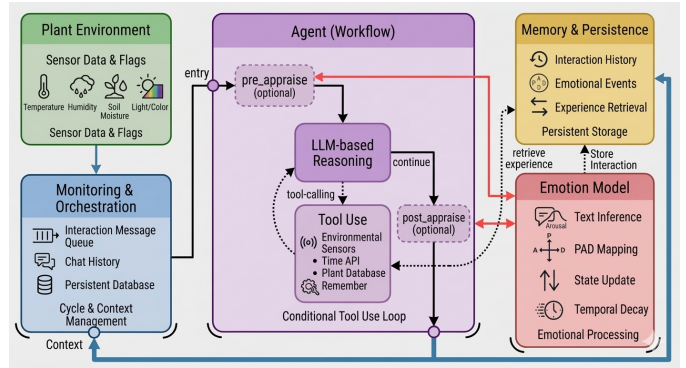 Plant Environment
Sensor Data & Flags
Temperature
Humidity
Soil
Moisture
Light/Color
Sensor Data & Flags
Monitoring &
Orchestration
Interaction Message
Queue
Chat History
Persistent Database
Cycle & Context
Management
Context
entry
Agent (Workflow)
pre_appraise
(optional)
LLM-based
Reasoning
continue
tool-calling
Tool Use
Environmental
Sensors
• Time API
• Plant Database
Remember
post_appraise
(optional)
Conditional Tool Use Loop
Memory & Persistence
Interaction History
P
A
D
D
Emotional Events
Experience Retrieval
Persistent Storage
retrieve
experience
Store
Interaction
Emotion Model
Text Inference
Arousal
P
A
D
PAD Mapping
State Update
Temporal Decay
Emotional Processing